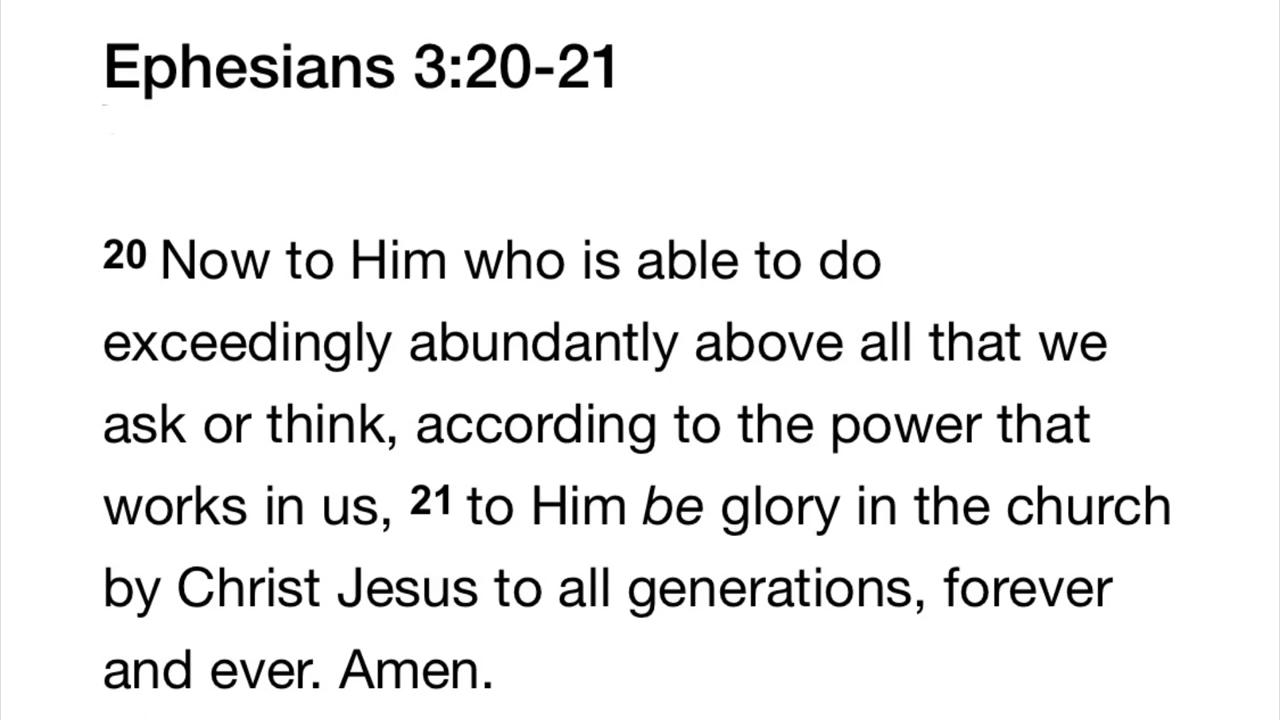 Ephesians 3:20-21
20 Now to Him who is able to do
exceedingly abundantly above all that we
ask or think, according to the power that
works in us, 21 to Him be glory in the church
by Christ Jesus to all generations, forever
and ever. Amen.